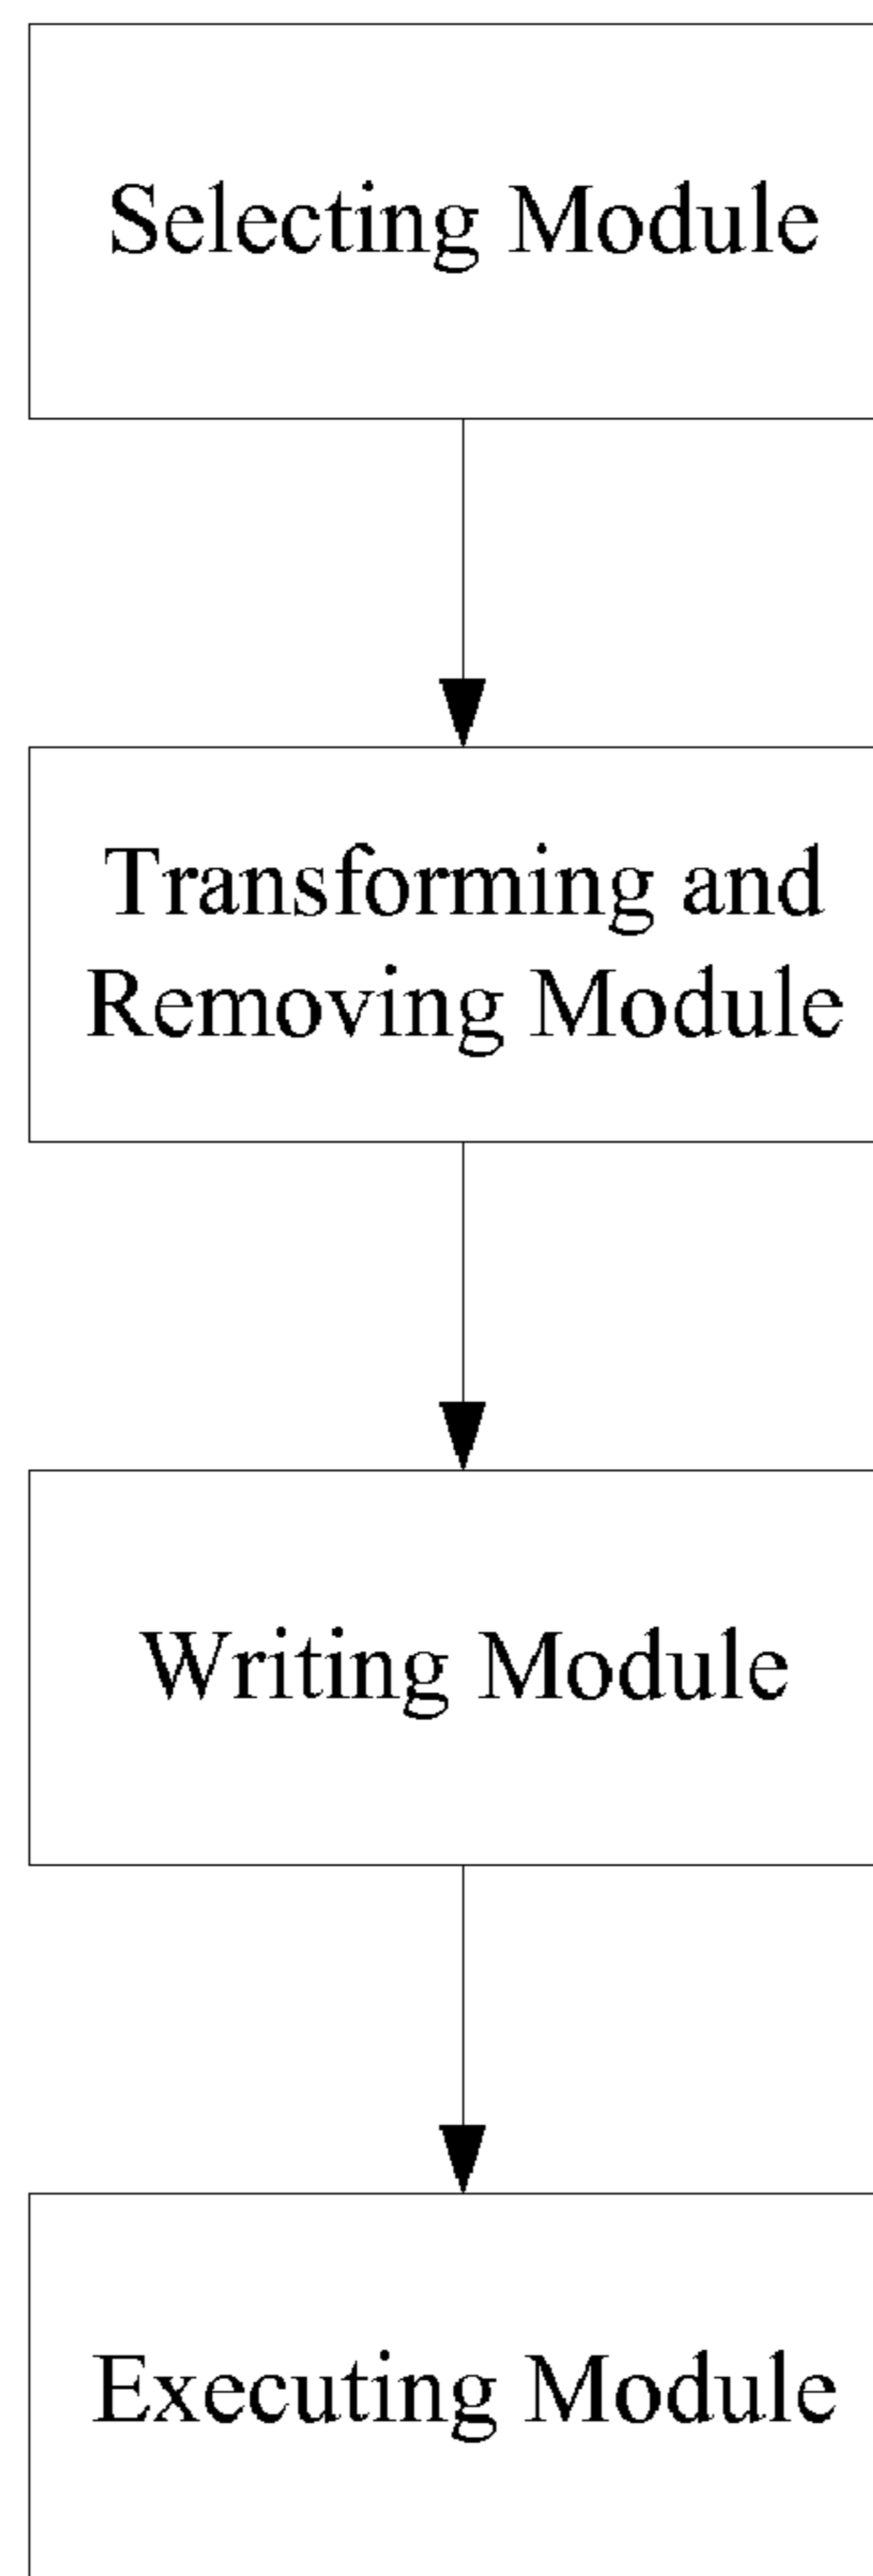 Selecting Module
Transforming and
Removing Module
Writing Module
Executing Module